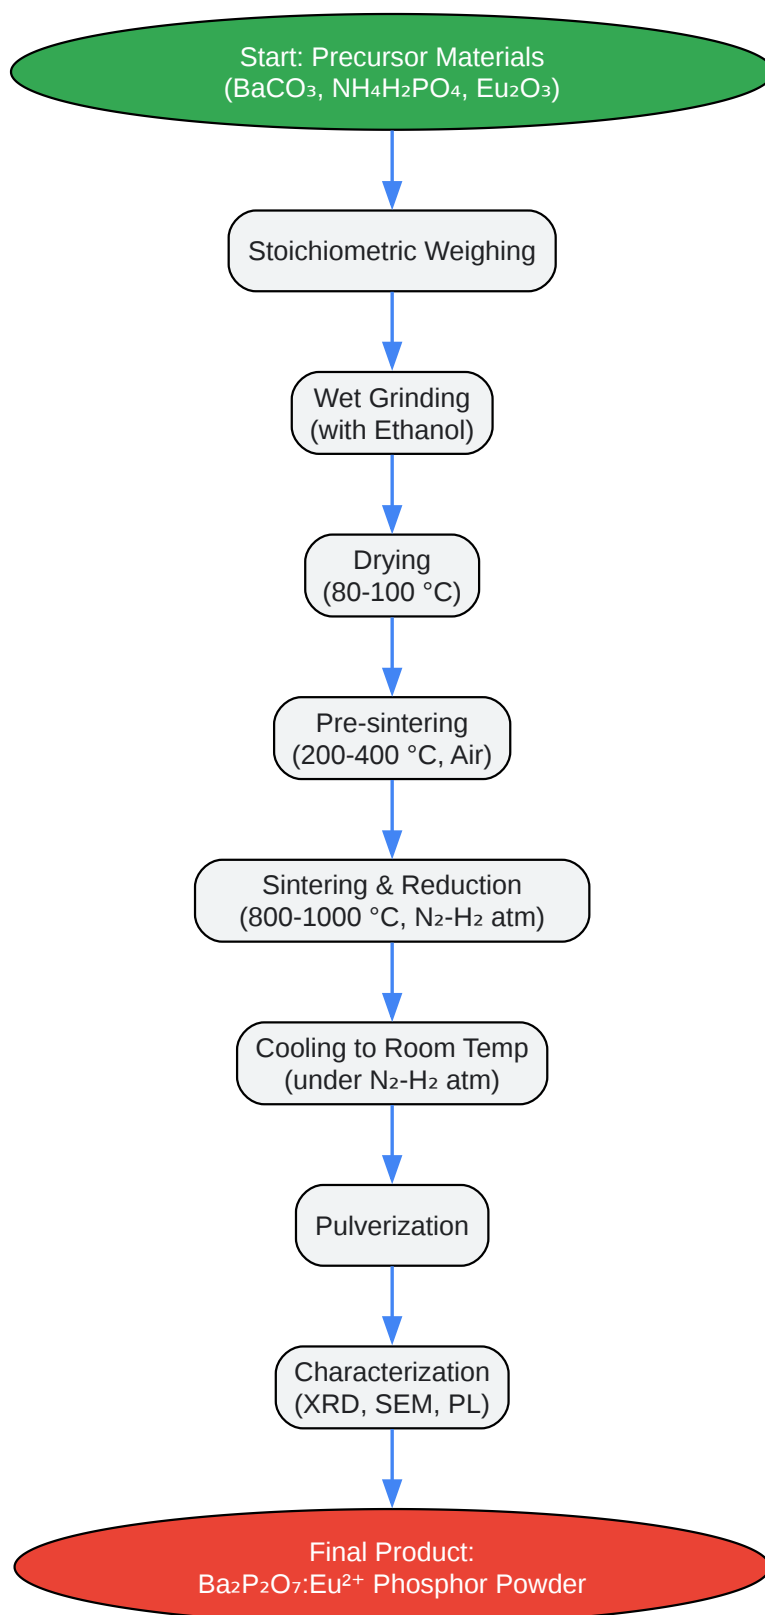 Start: Precursor Materials
(BaCO₃, NH₄H₂PO₄, Eu₂O₃)
Stoichiometric Weighing
Wet Grinding
(with Ethanol)
Drying
(80-100 °C)
Pre-sintering
(200-400 °C, Air)
Sintering & Reduction
(800-1000 °C, N₂-H₂ atm)
Cooling to Room Temp
(under N₂-H₂ atm)
Pulverization
Characterization
(XRD, SEM, PL)
Final Product:
Ba₂P₂O₇:Eu²⁺ Phosphor Powder